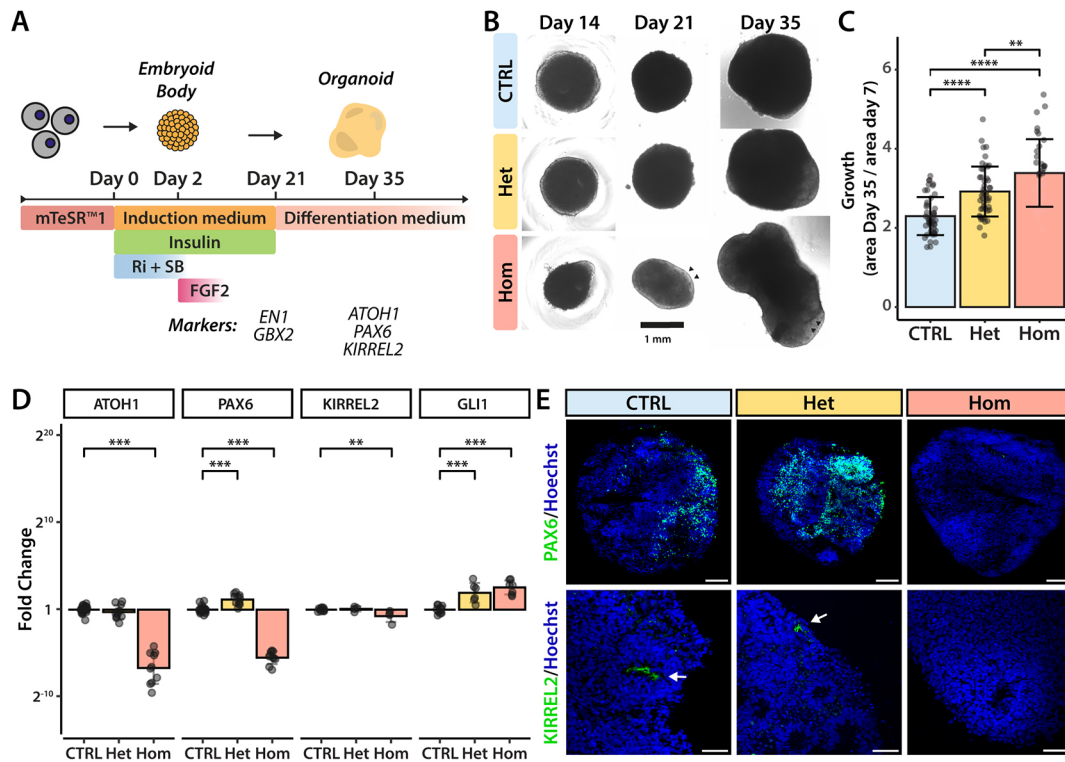 A
Embryoid
Body
Organoid
Day 0
Day 2
Day 21
Day 35
mTeSR™1
Induction medium
Differentiation medium
Insulin
Ri + SB
FGF2
Markers:
EN1
GBX2
ATOH1
PAX6
KIRREL2
B
Day 14
Day 21
Day 35
CTRL
Het
Hom
1 mm
C
Growth
(area Day 35 / area day 7)
6
4
2
0
**
****
****
CTRL
Het
Hom
D
ATOH1
PAX6
KIRREL2
GLI1
Fold Change
2²⁰
2¹⁰
1
2⁻¹⁰
***
***
***
**
***
***
CTRL Het Hom
CTRL Het Hom
CTRL Het Hom
CTRL Het Hom
E
CTRL
Het
Hom
PAX6/Hoechst
KIRREL2/Hoechst